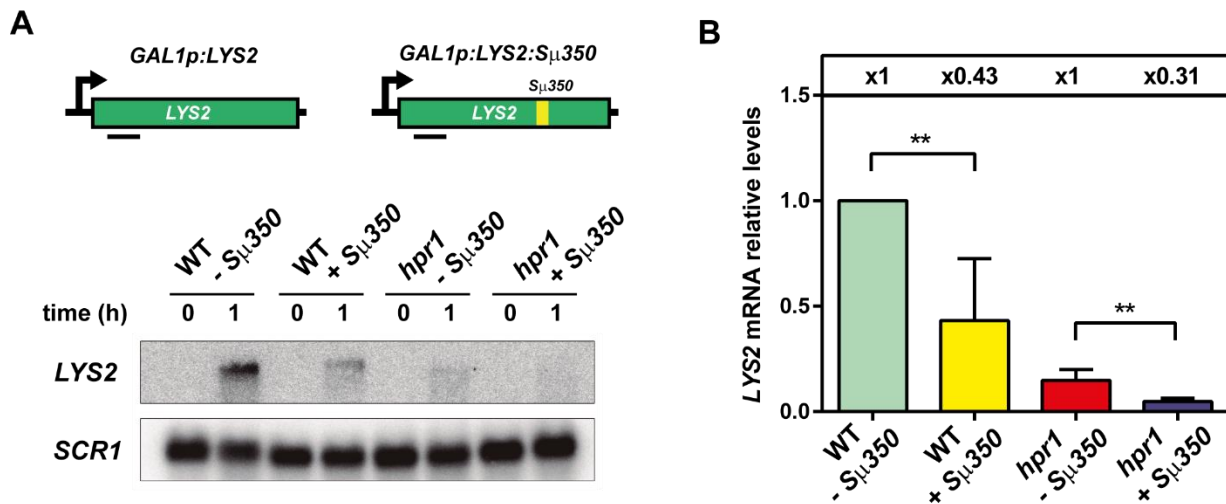 A
GAL1p:LYS2
GAL1p:LYS2:Sµ350
Sµ350
LYS2
LYS2
WT - Sµ350
WT + Sµ350
hpr1 - Sµ350
hpr1 + Sµ350
time (h) 0 1 0 1 0 1 0 1
LYS2
SCR1
B
x1 x0.43 x1 x0.31
LYS2 mRNA relative levels
1.5
1.0
0.5
0.0
**
**
WT - Sµ350
WT + Sµ350
hpr1 - Sµ350
hpr1 + Sµ350